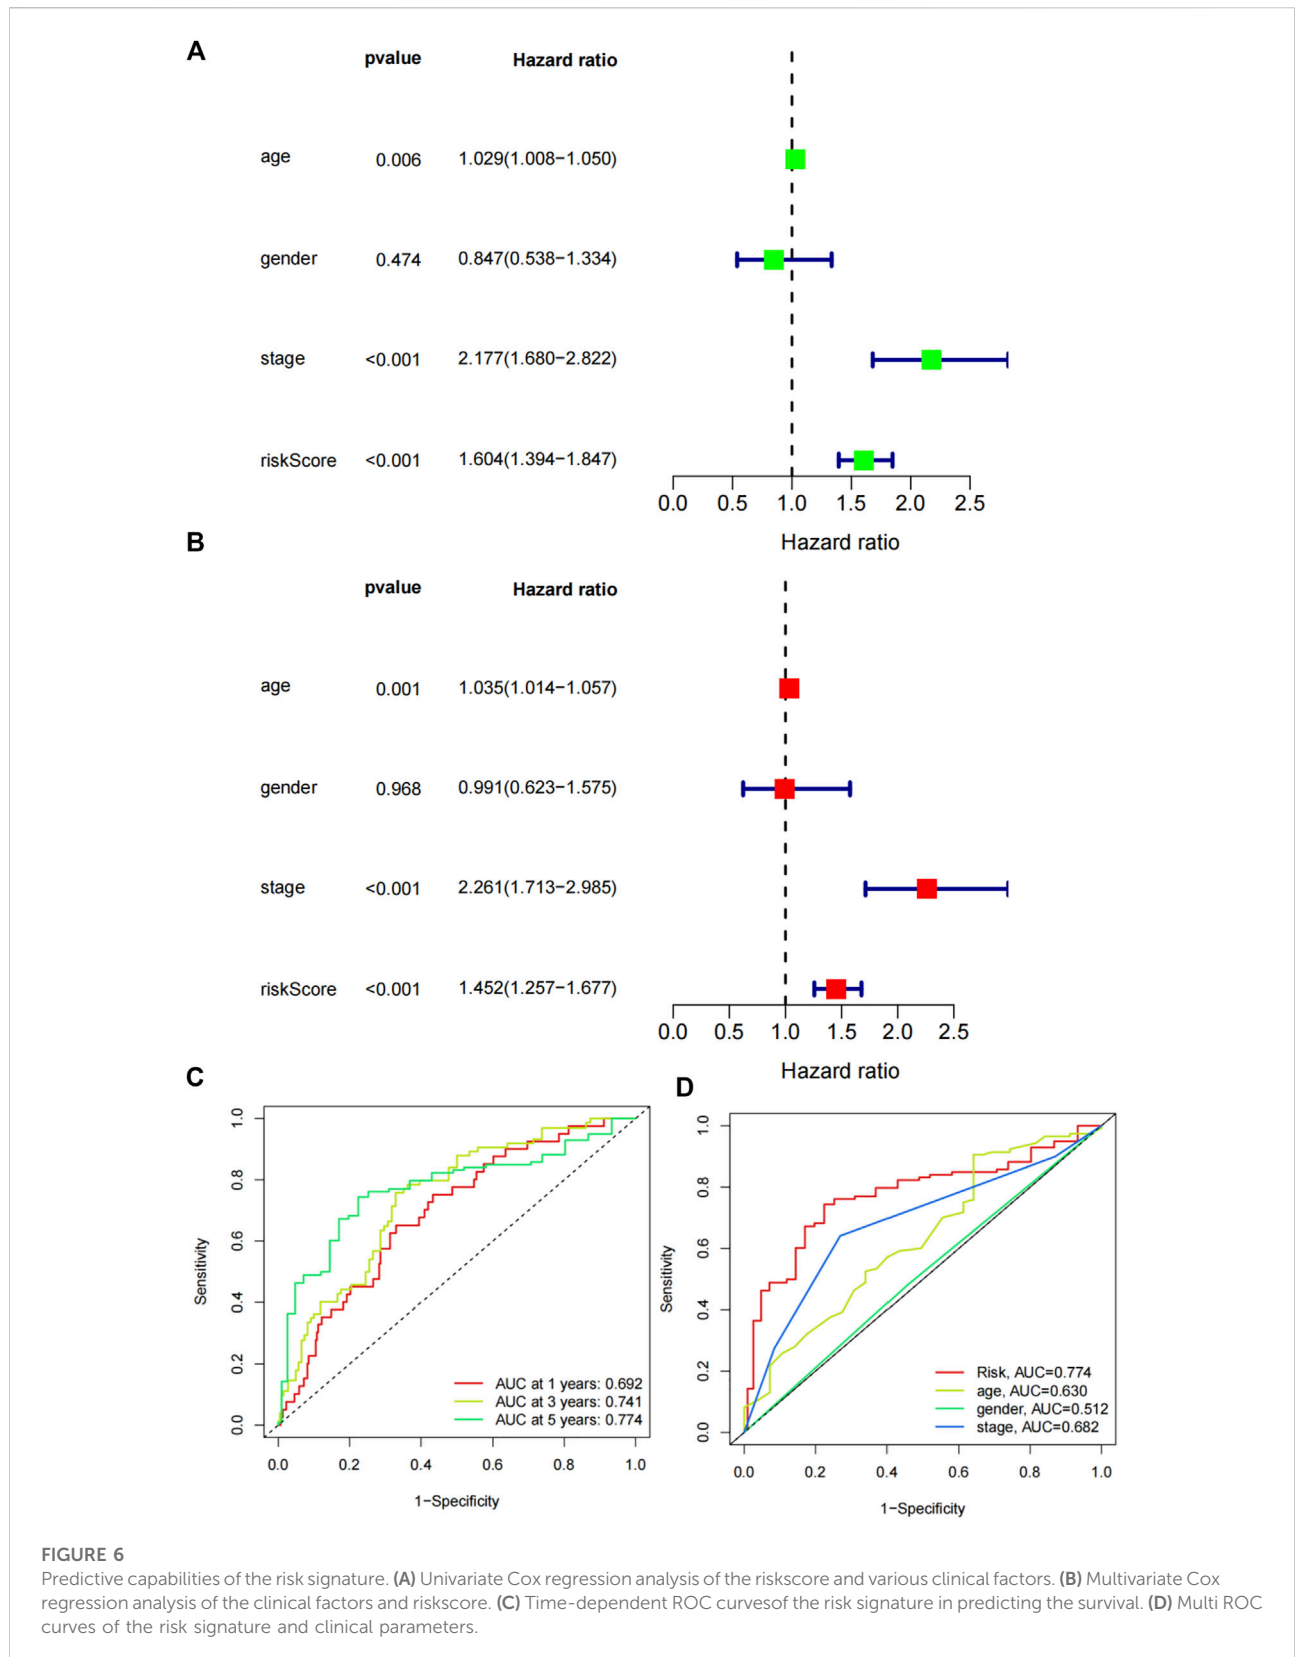 A
pvalue Hazard ratio
age 0.006 1.029(1.008−1.050)
gender 0.474 0.847(0.538−1.334)
stage <0.001 2.177(1.680−2.822)
riskScore <0.001 1.604(1.394−1.847)
0.0 0.5 1.0 1.5 2.0 2.5
Hazard ratio
B
pvalue Hazard ratio
age 0.001 1.035(1.014−1.057)
gender 0.968 0.991(0.623−1.575)
stage <0.001 2.261(1.713−2.985)
riskScore <0.001 1.452(1.257−1.677)
0.0 0.5 1.0 1.5 2.0 2.5
Hazard ratio
C
1.0
0.8
0.6
0.4
0.2
0.0
Sensitivity
AUC at 1 years: 0.692
AUC at 3 years: 0.741
AUC at 5 years: 0.774
0.0 0.2 0.4 0.6 0.8 1.0
1−Specificity
D
1.0
0.8
0.6
0.4
0.2
0.0
Sensitivity
Risk, AUC=0.774
age, AUC=0.630
gender, AUC=0.512
stage, AUC=0.682
0.0 0.2 0.4 0.6 0.8 1.0
1−Specificity
FIGURE 6
Predictive capabilities of the risk signature. (A) Univariate Cox regression analysis of the riskscore and various clinical factors. (B) Multivariate Cox
regression analysis of the clinical factors and riskscore. (C) Time-dependent ROC curvesof the risk signature in predicting the survival. (D) Multi ROC
curves of the risk signature and clinical parameters.